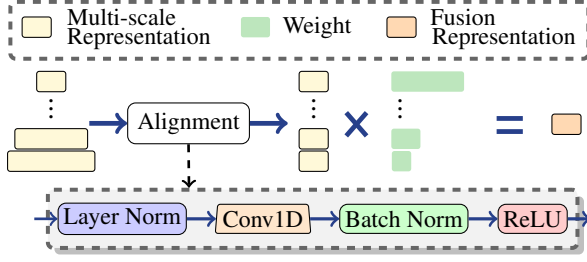 Multi-scale
Representation
Weight
Fusion
Representation
Alignment
Layer Norm
Conv1D
Batch Norm
ReLU